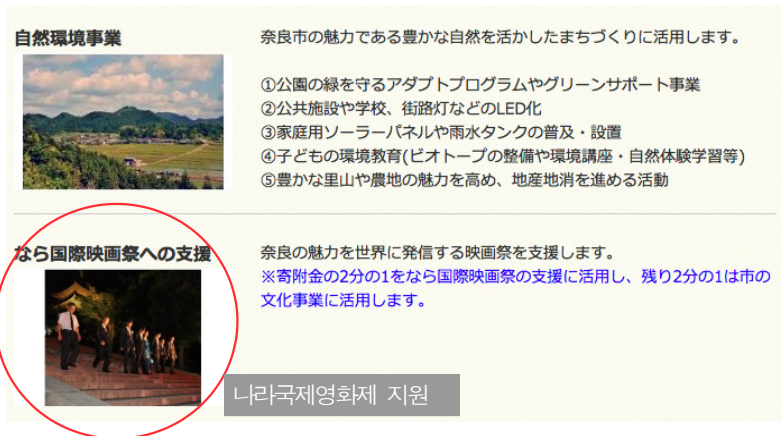 自然環境事業
奈良市の魅力である豊かな自然を活かしたまちづくりに活用します。
①公園の緑を守るアダプトプログラムやグリーンサポート事業
②公共施設や学校、街路灯などのLED化
③家庭用ソーラーパネルや雨水タンクの普及・設置
④子どもの環境教育(ビオトープの整備や環境講座・自然体験学習等)
⑤豊かな里山や農地の魅力を高め、地産地消を進める活動
なら国際映画祭への支援
奈良の魅力を世界に発信する映画祭を支援します。
※寄附金の2分の1をなら国際映画祭の支援に活用し、残り2分の1は市の
文化事業に活用します。
나라국제영화제 지원